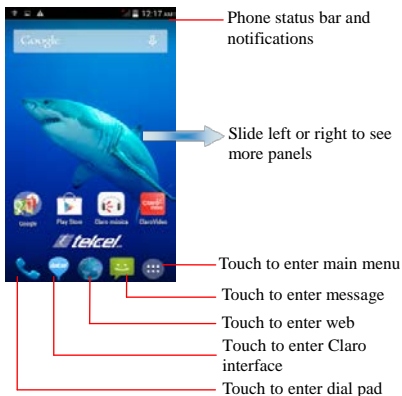 12:17 AM
Phone status bar and
notifications
Google
Slide left or right to see
more panels
Google
Play Store
Claro música
ClaroVideo
telcel
Touch to enter main menu
Touch to enter message
Touch to enter web
Touch to enter Claro
interface
Touch to enter dial pad